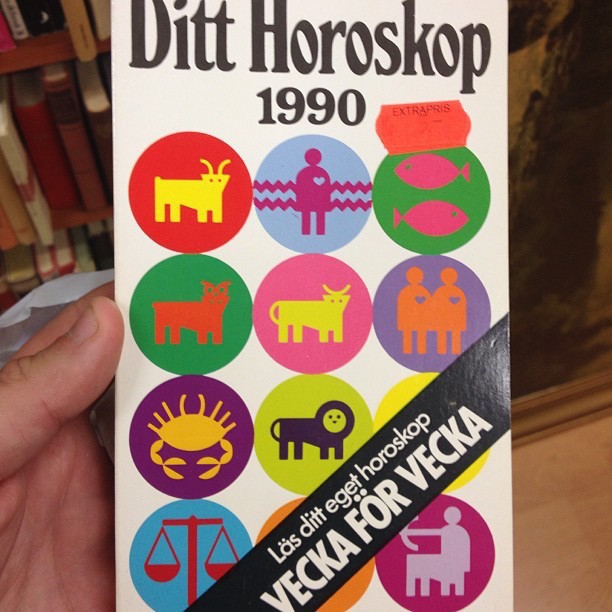 Ditt Horoskop
1990
EXTRAPRIS
Läs ditt eget horoskop
VECKA FÖR VECKA